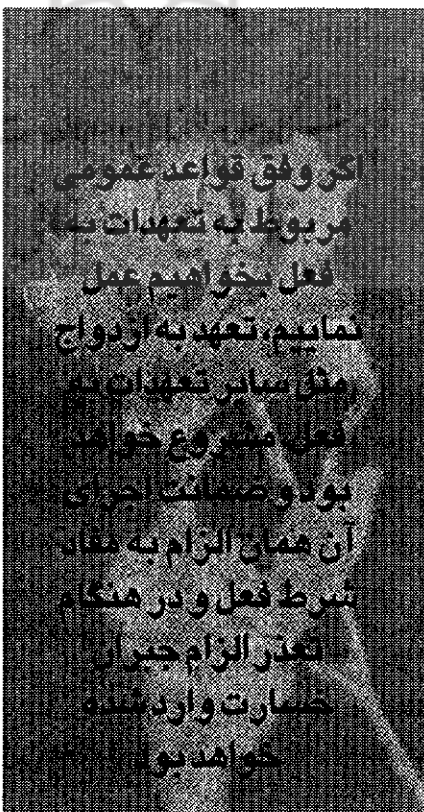 اگر وفق قواعد عمومی
مربوط به تعهدات به
فعل بخواهیم عمل
نماییم، تعهد به ازدواج
مثل سایر تعهدات به
فعل، مشروع خواهد
بود و ضمانت اجرای
آن همان الزام به مفاد
شرط فعل و در هنگام
تعذر الزام جبران
خسارت وارد شده
خواهد بود.